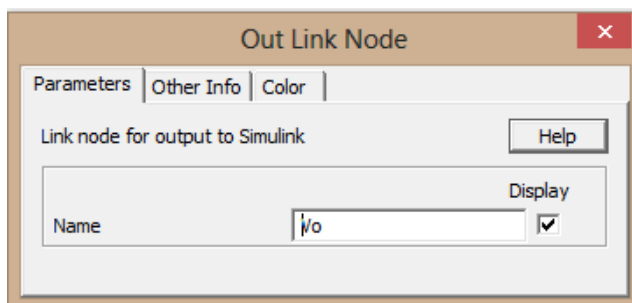 Out Link Node
Parameters Other Info Color
Link node for output to Simulink Help
Display
Name Vo